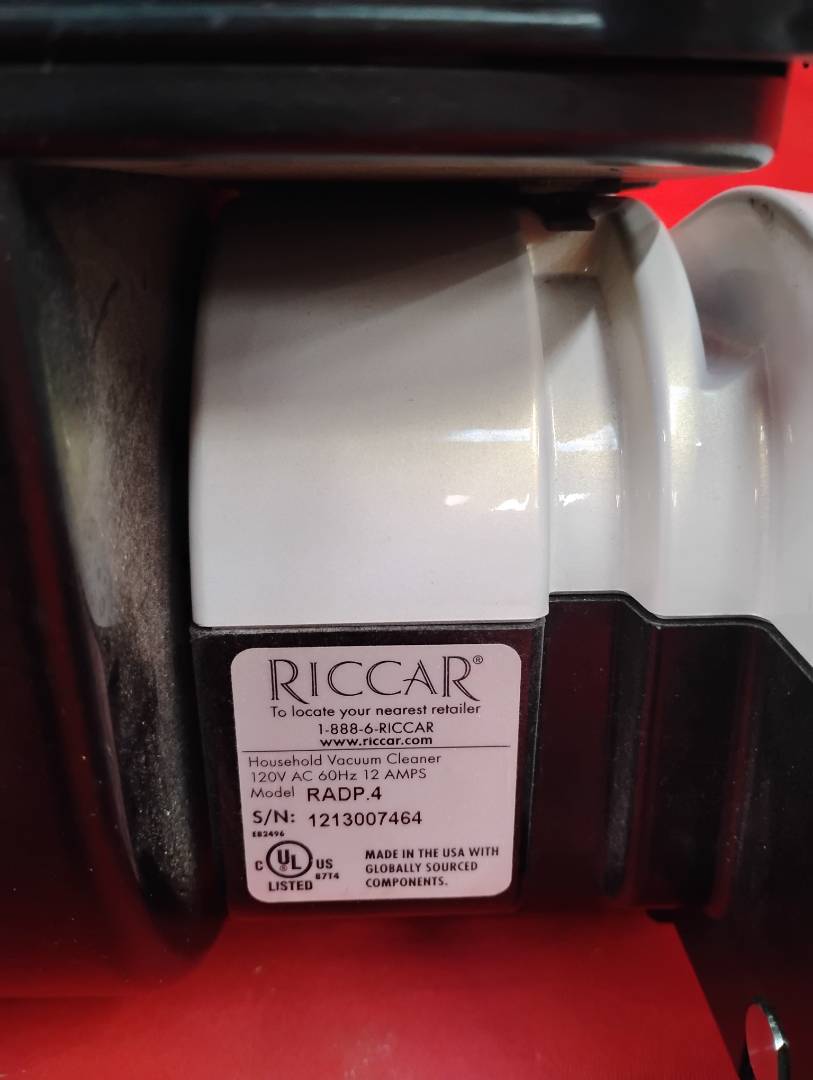 RICCAR®
To locate your nearest retailer
1-888-6-RICCAR
www.riccar.com
Household Vacuum Cleaner
120V AC 60Hz 12 AMPS
Model RADP.4
S/N: 1213007464
E82496
C UL ® US
LISTED 87T4
MADE IN THE USA WITH
GLOBALLY SOURCED
COMPONENTS.